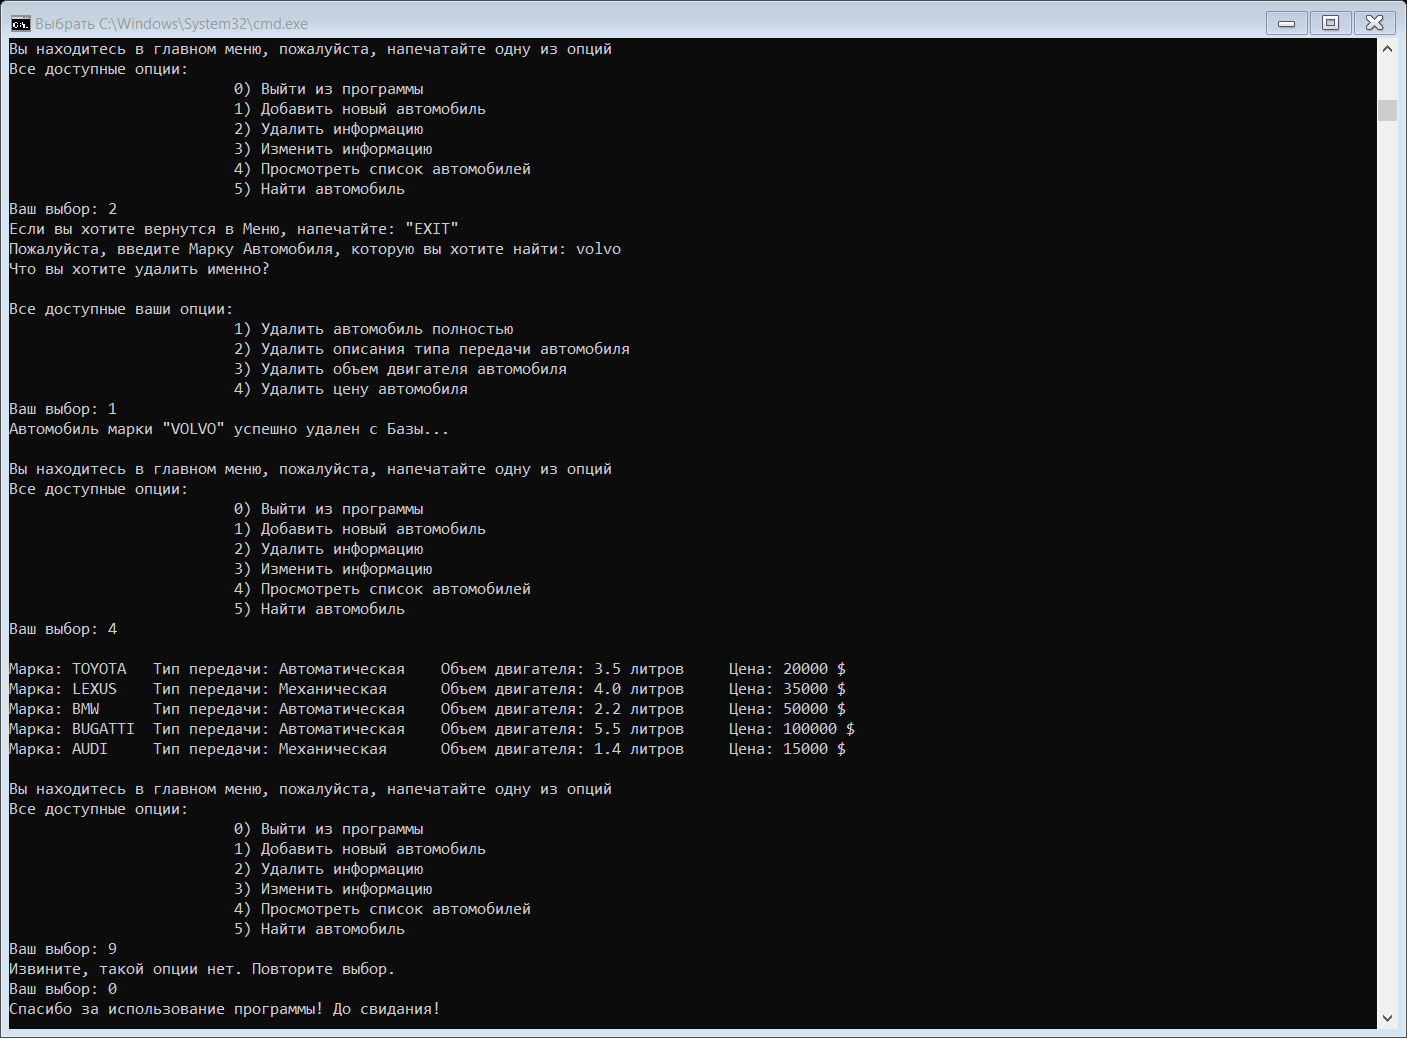 Выбрать C:\Windows\System32\cmd.exe
Вы находитесь в главном меню, пожалуйста, напечатайте одну из опций
Все доступные опции:
0) Выйти из программы
1) Добавить новый автомобиль
2) Удалить информацию
3) Изменить информацию
4) Просмотреть список автомобилей
5) Найти автомобиль
Ваш выбор: 2
Если вы хотите вернутся в Меню, напечатйте: "EXIT"
Пожалуйста, введите Марку Автомобиля, которую вы хотите найти: volvo
Что вы хотите удалить именно?
Все доступные ваши опции:
1) Удалить автомобиль полностью
2) Удалить описания типа передачи автомобиля
3) Удалить объем двигателя автомобиля
4) Удалить цену автомобиля
Ваш выбор: 1
Автомобиль марки "VOLVO" успешно удален с Базы...
Вы находитесь в главном меню, пожалуйста, напечатайте одну из опций
Все доступные опции:
0) Выйти из программы
1) Добавить новый автомобиль
2) Удалить информацию
3) Изменить информацию
4) Просмотреть список автомобилей
5) Найти автомобиль
Ваш выбор: 4
Марка: TOYOTA Тип передачи: Автоматическая Объем двигателя: 3.5 литров Цена: 20000 $
Марка: LEXUS Тип передачи: Механическая Объем двигателя: 4.0 литров Цена: 35000 $
Марка: BMW Тип передачи: Автоматическая Объем двигателя: 2.2 литров Цена: 50000 $
Марка: BUGATTI Тип передачи: Автоматическая Объем двигателя: 5.5 литров Цена: 100000 $
Марка: AUDI Тип передачи: Механическая Объем двигателя: 1.4 литров Цена: 15000 $
Вы находитесь в главном меню, пожалуйста, напечатайте одну из опций
Все доступные опции:
0) Выйти из программы
1) Добавить новый автомобиль
2) Удалить информацию
3) Изменить информацию
4) Просмотреть список автомобилей
5) Найти автомобиль
Ваш выбор: 9
Извините, такой опции нет. Повторите выбор.
Ваш выбор: 0
Спасибо за использование программы! До свидания!